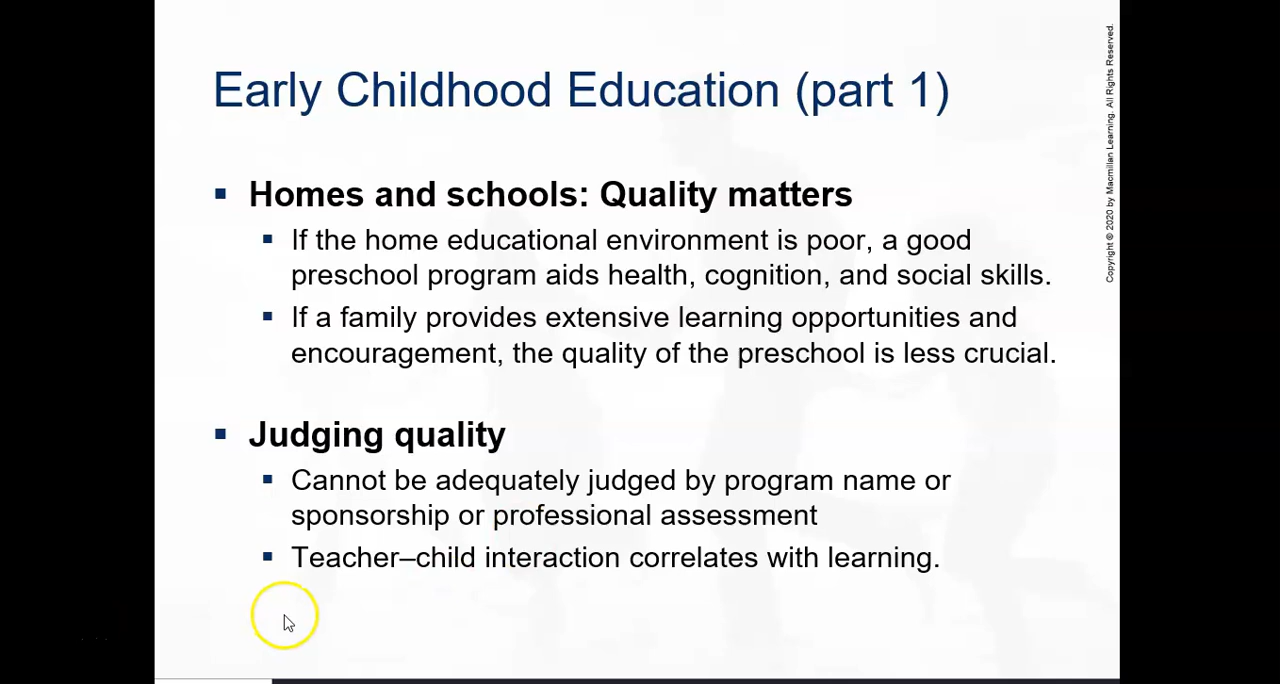 Early Childhood Education (part 1)
Homes and schools: Quality matters
If the home educational environment is poor, a good
preschool program aids health, cognition, and social skills.
If a family provides extensive learning opportunities and
encouragement, the quality of the preschool is less crucial.
Judging quality
Cannot be adequately judged by program name or
sponsorship or professional assessment
Teacher–child interaction correlates with learning.
Copyright © 2020 by Macmillan Learning. All Rights Reserved.